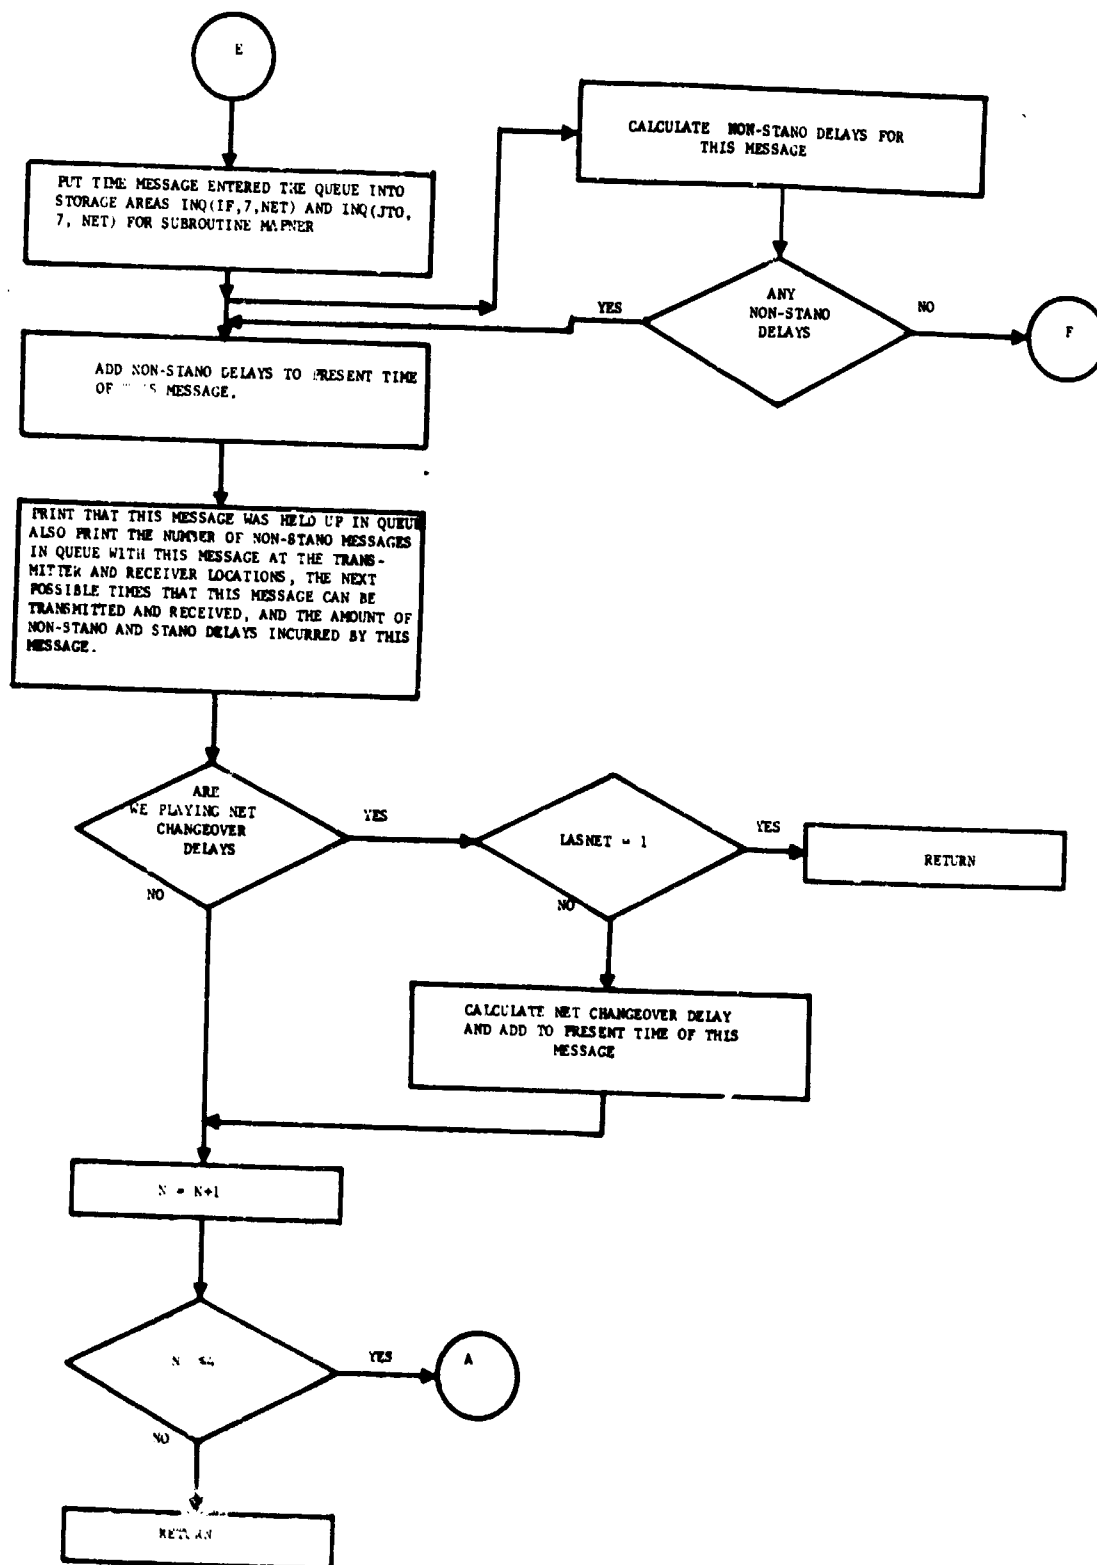 E
PUT TIME MESSAGE ENTERED THE QUEUE INTO
STORAGE AREAS INQ(IF,7,NET) AND INQ(JTO,
7, NET) FOR SUBROUTINE MAPNER
CALCULATE NON-STANO DELAYS FOR
THIS MESSAGE
ANY
NON-STANO
DELAYS
YES
NO
F
ADD NON-STANO DELAYS TO PRESENT TIME
OF MESSAGE.
PRINT THAT THIS MESSAGE WAS HELD UP IN QUEUE
ALSO PRINT THE NUMBER OF NON-STANO MESSAGES
IN QUEUE WITH THIS MESSAGE AT THE TRANS-
MITTER AND RECEIVER LOCATIONS, THE NEXT
POSSIBLE TIMES THAT THIS MESSAGE CAN BE
TRANSMITTED AND RECEIVED, AND THE AMOUNT OF
NON-STANO AND STANO DELAYS INCURRED BY THIS
MESSAGE.
ARE
WE PLAYING NET
CHANGEOVER
DELAYS
YES
NO
LASNET = 1
YES
NO
RETURN
CALCULATE NET CHANGEOVER DELAY
AND ADD TO PRESENT TIME OF THIS
MESSAGE
N = N+1
N ≤4
YES
NO
A
RETURN